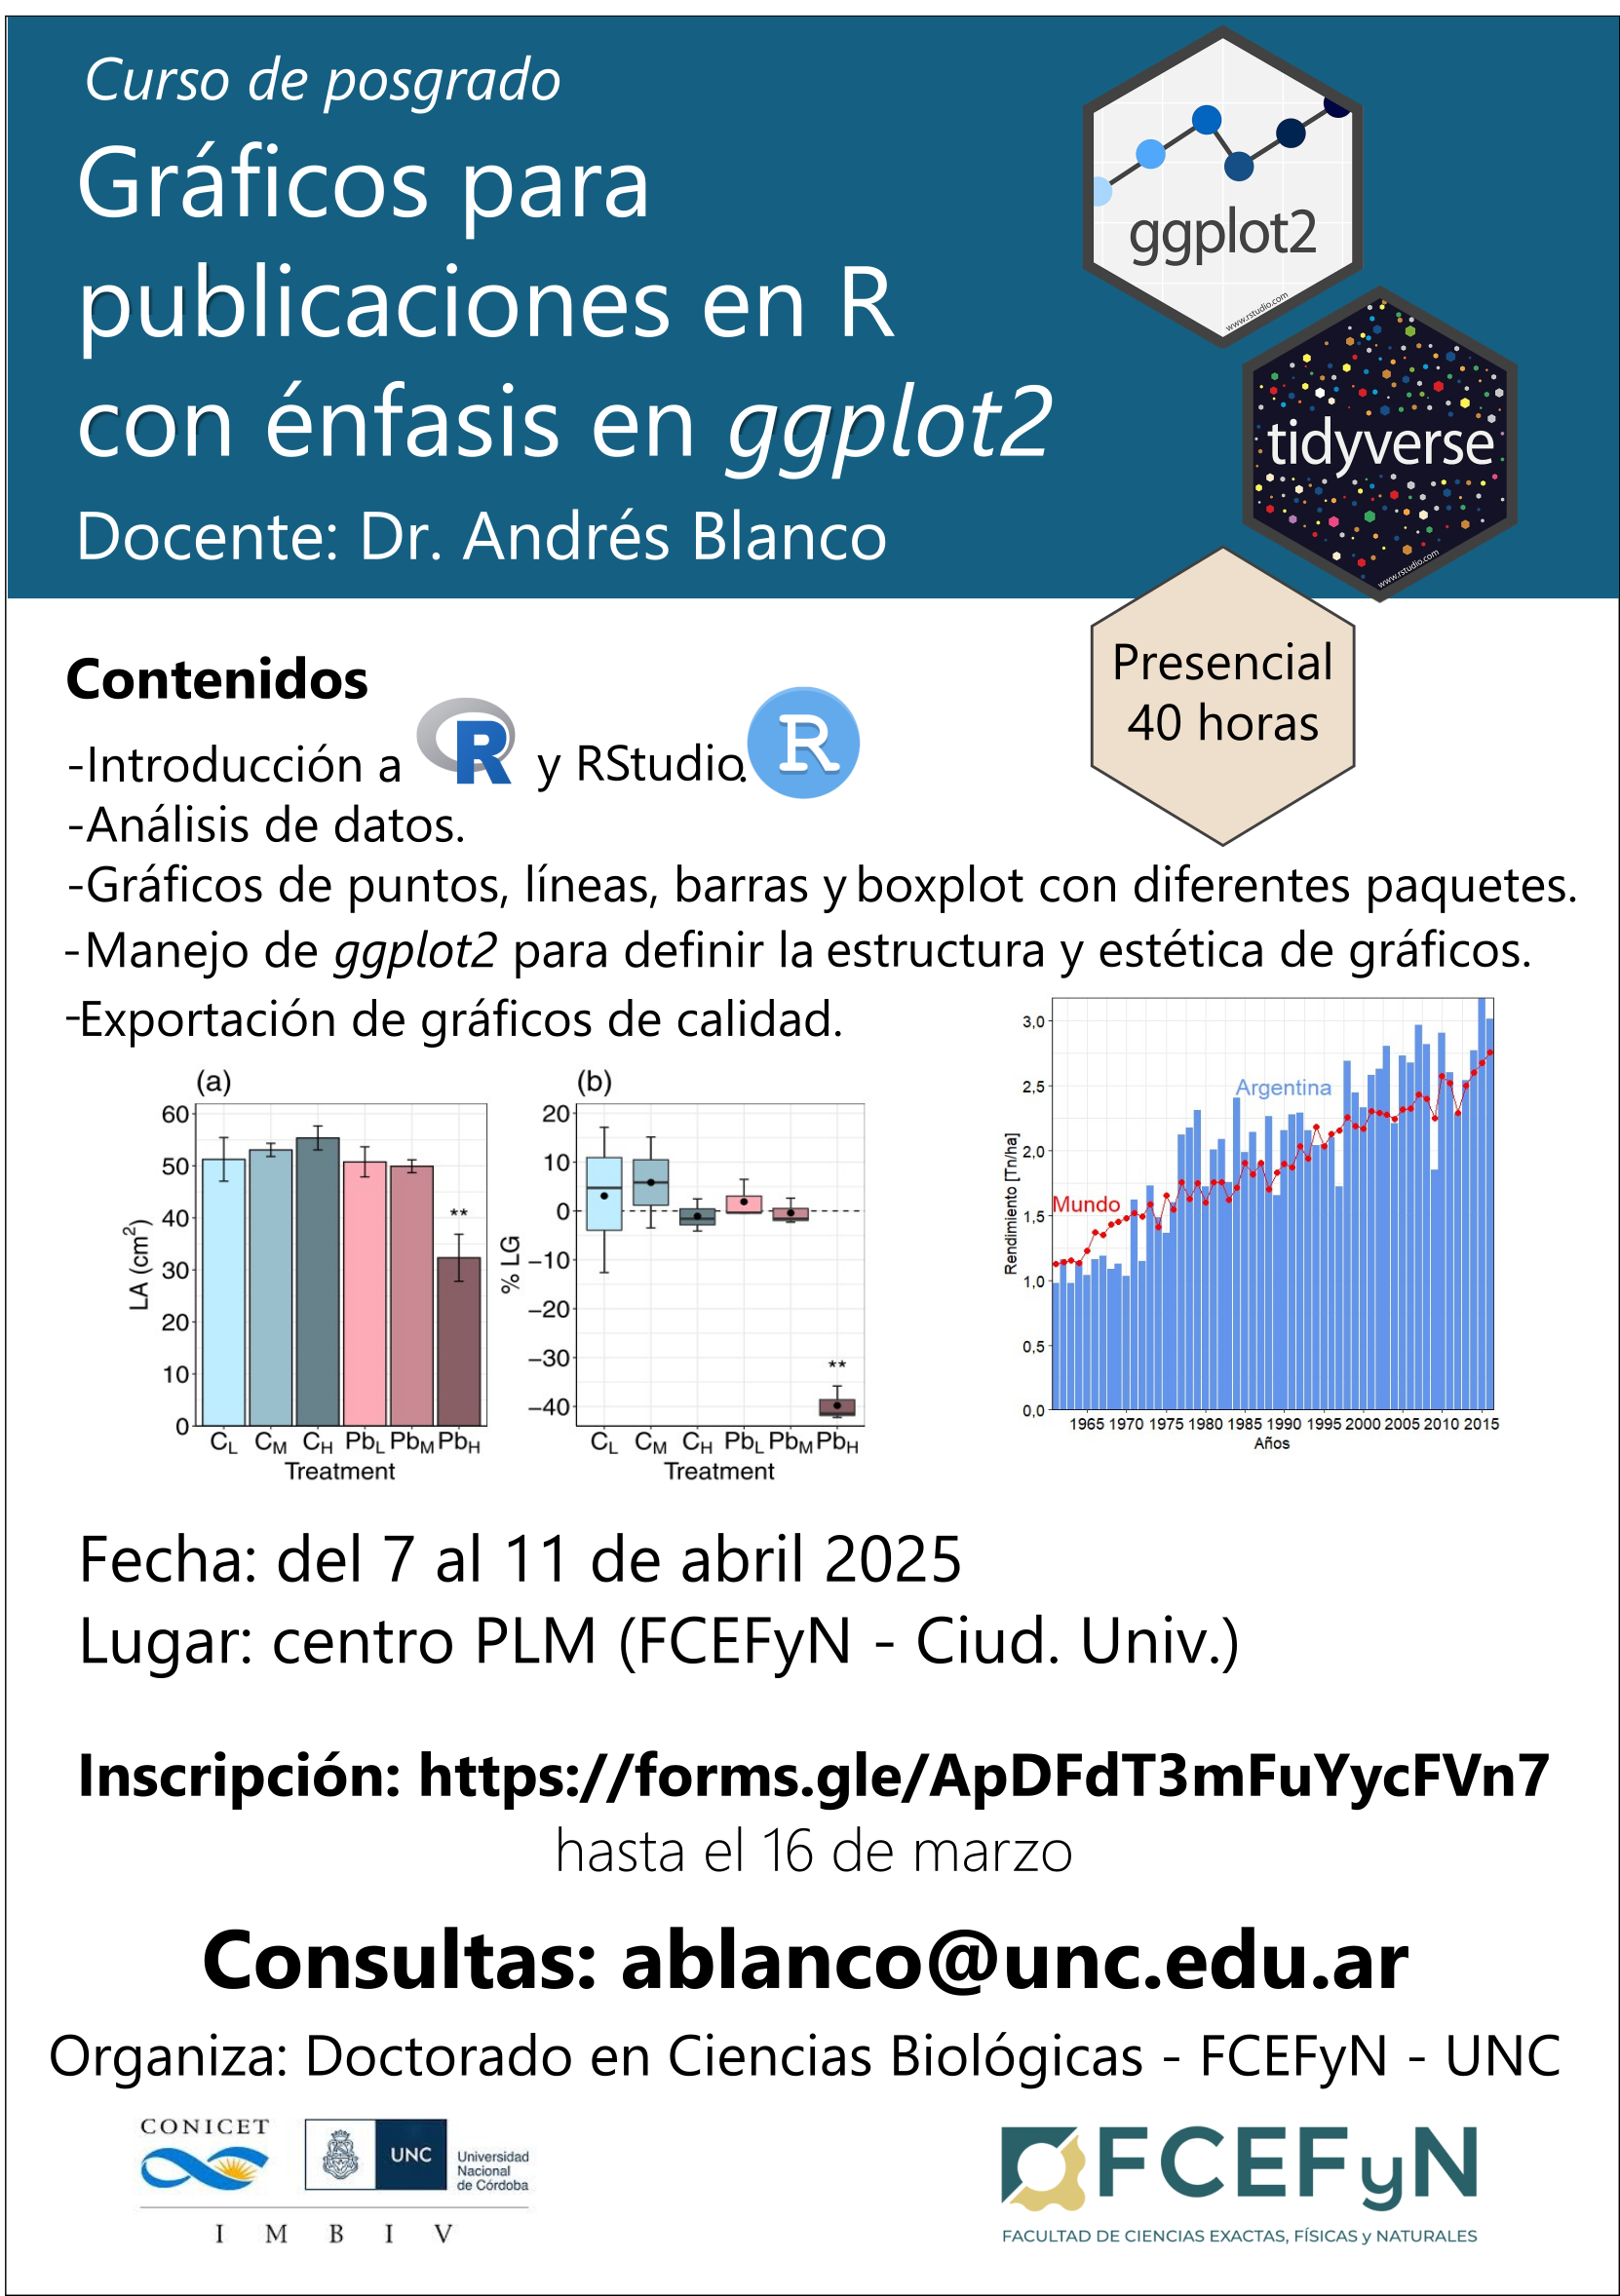 Curso de posgrado
Gráficos para
publicaciones en R
con énfasis en ggplot2
Docente: Dr. Andrés Blanco
ggplot2
www.rstudio.com
tidyverse
www.rstudio.com
Presencial
40 horas
Contenidos
-Introducción a R y RStudio. R
-Análisis de datos.
-Gráficos de puntos, líneas, barras y boxplot con diferentes paquetes.
-Manejo de ggplot2 para definir la estructura y estética de gráficos.
-Exportación de gráficos de calidad.
(a)
60
50
40
30
20
10
0
LA (cm²)
**
C_L C_M C_H Pb_L Pb_M Pb_H
Treatment
(b)
20
10
0
−10
−20
−30
−40
% LG
**
C_L C_M C_H Pb_L Pb_M Pb_H
Treatment
3,0
2,5
2,0
1,5
1,0
0,5
0,0
Rendimiento [Tn/ha]
Argentina
Mundo
1965 1970 1975 1980 1985 1990 1995 2000 2005 2010 2015
Años
Fecha: del 7 al 11 de abril 2025
Lugar: centro PLM (FCEFyN - Ciud. Univ.)
Inscripción: https://forms.gle/ApDFdT3mFuYycFVn7
hasta el 16 de marzo
Consultas: ablanco@unc.edu.ar
Organiza: Doctorado en Ciencias Biológicas - FCEFyN - UNC
CONICET
UNC
Universidad
Nacional
de Córdoba
I M B I V
FCEFyN
FACULTAD DE CIENCIAS EXACTAS, FÍSICAS y NATURALES